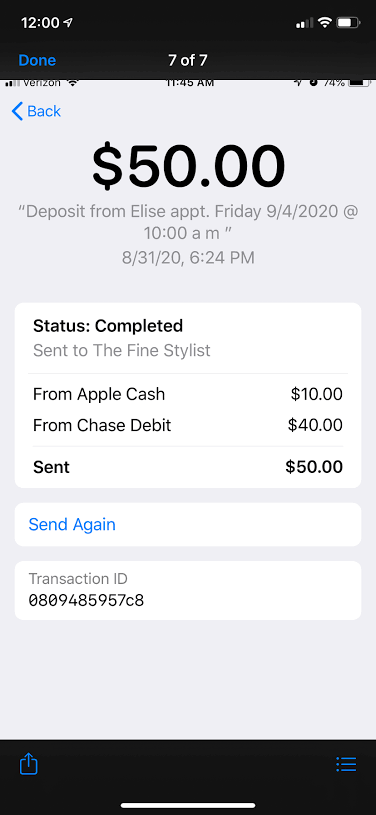 12:00
Done
7 of 7
Verizon 11:45 AM 74%
Back
$50.00
“Deposit from Elise appt. Friday 9/4/2020 @
10:00 a m ”
8/31/20, 6:24 PM
Status: Completed
Sent to The Fine Stylist
From Apple Cash $10.00
From Chase Debit $40.00
Sent $50.00
Send Again
Transaction ID
0809485957c8